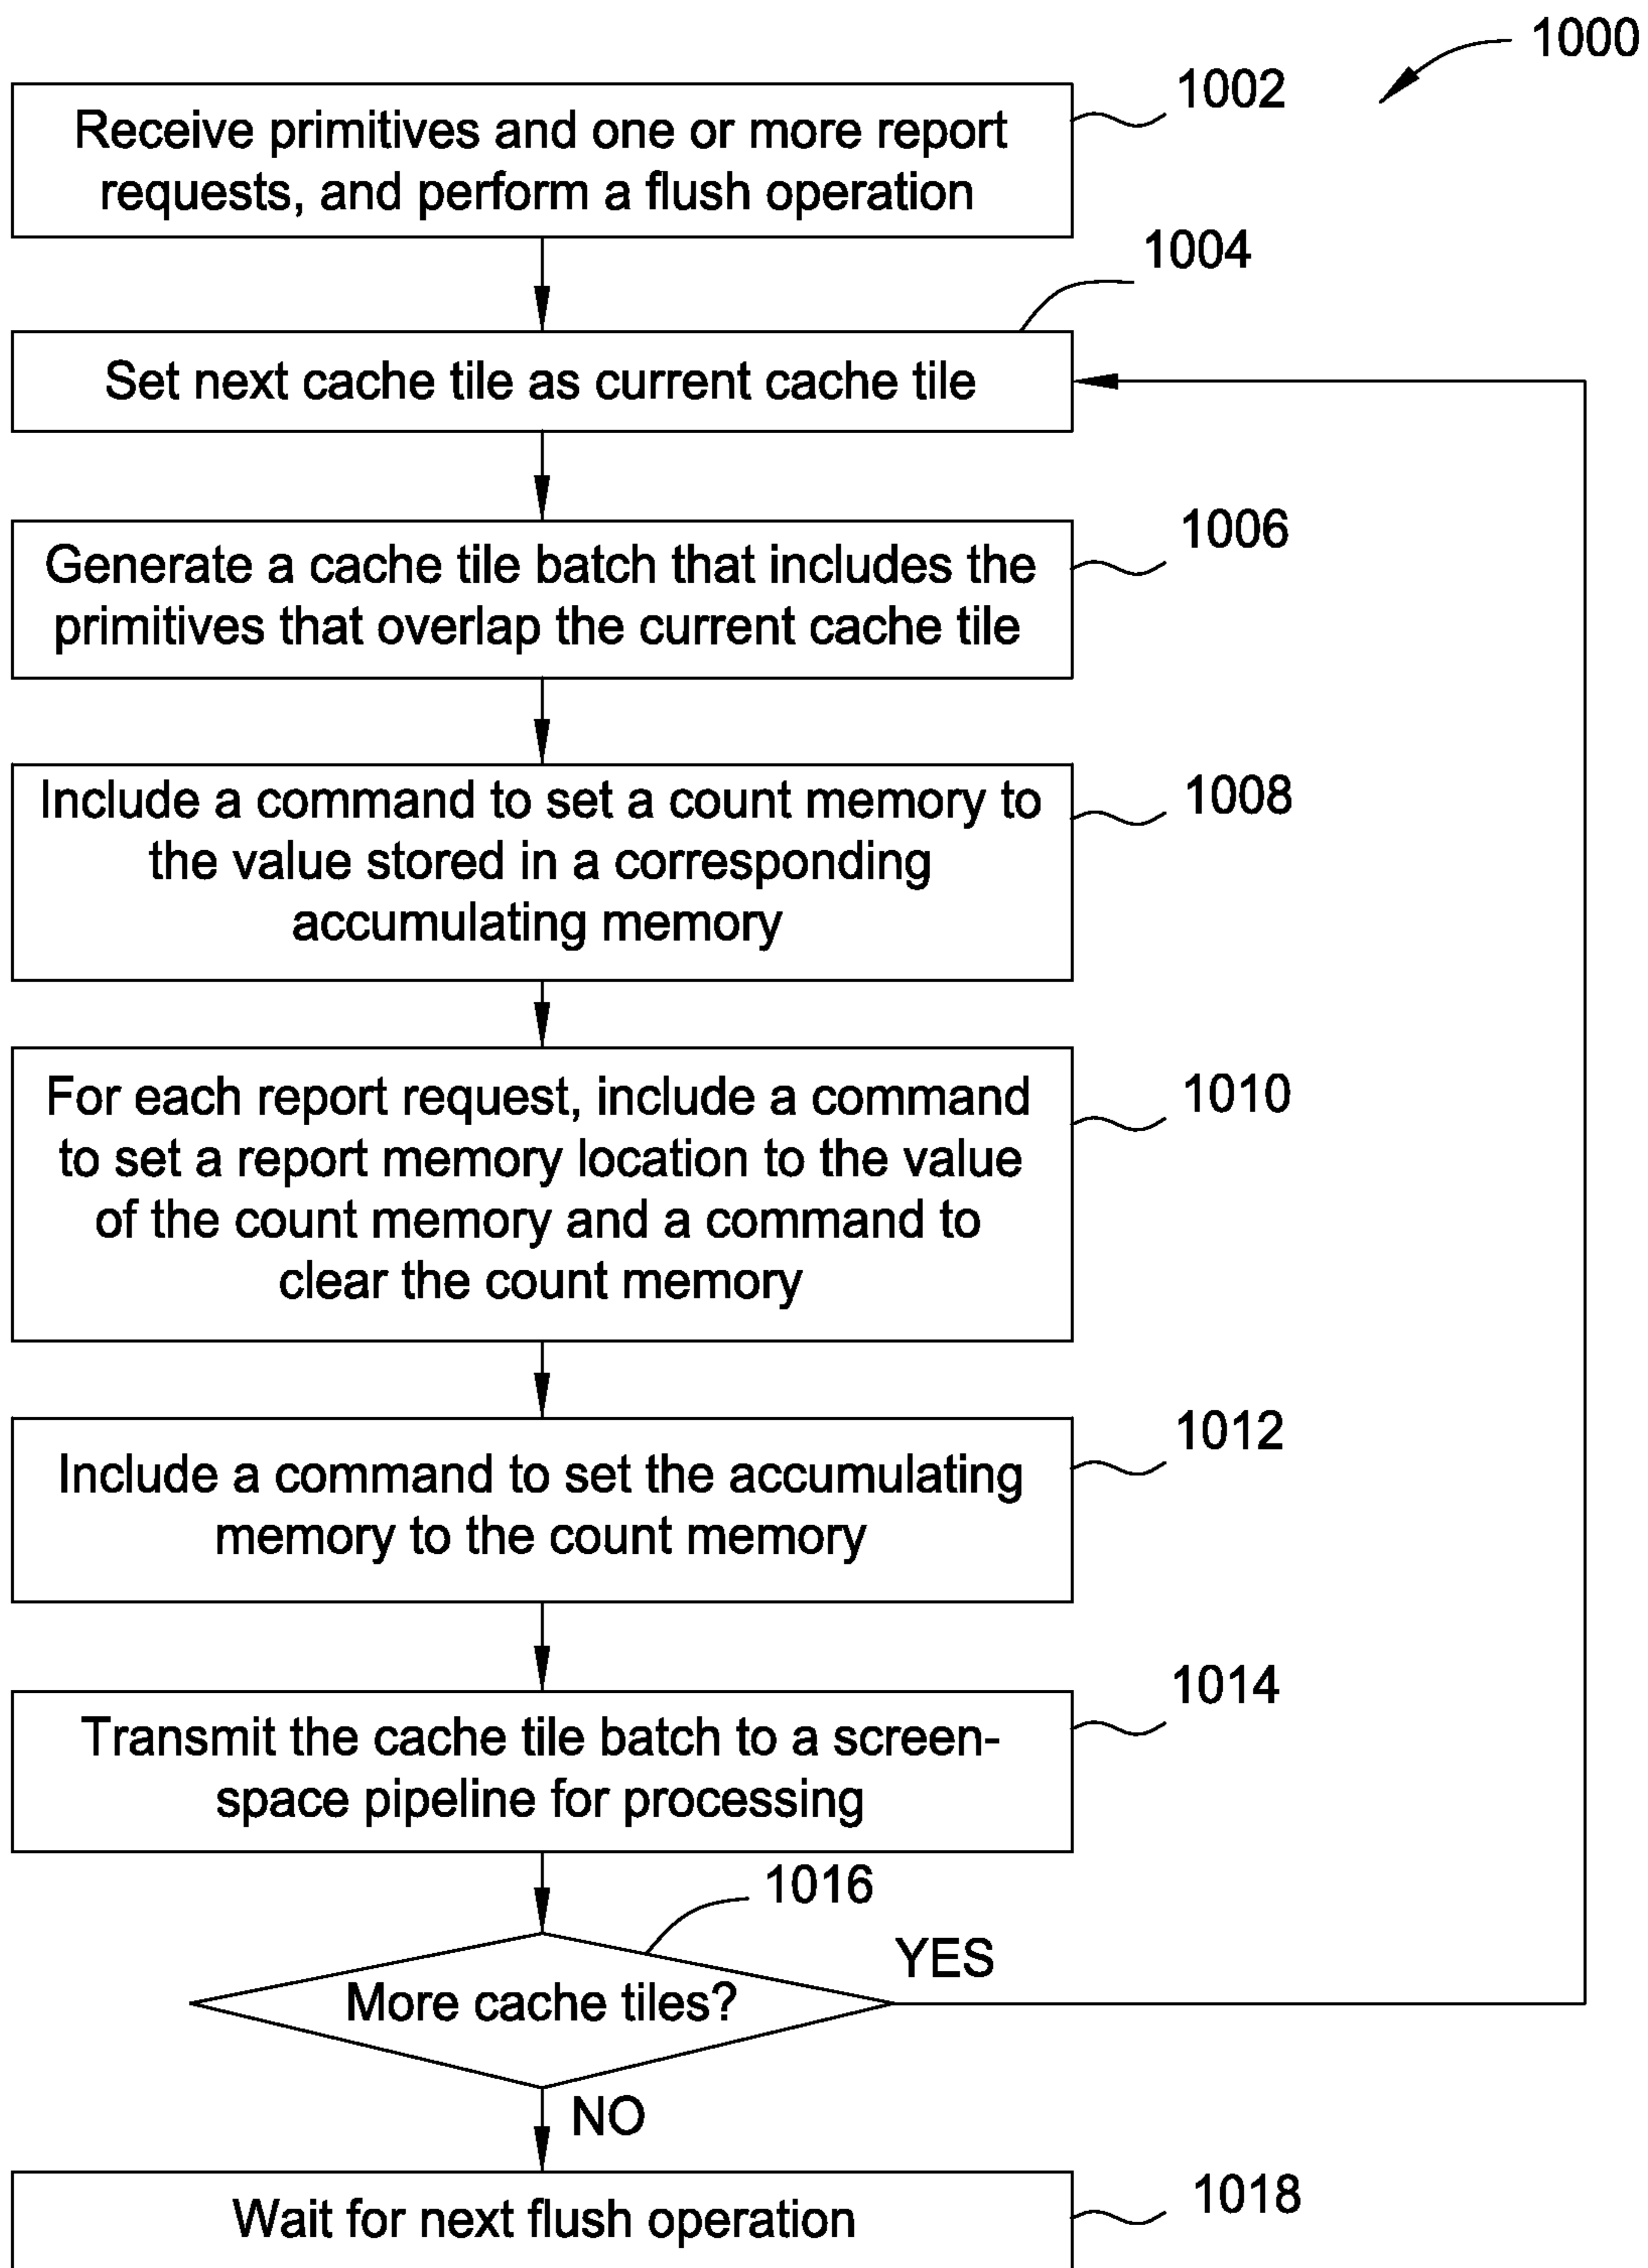 1000
1002
Receive primitives and one or more report
requests, and perform a flush operation
1004
Set next cache tile as current cache tile
1006
Generate a cache tile batch that includes the
primitives that overlap the current cache tile
1008
Include a command to set a count memory to
the value stored in a corresponding
accumulating memory
1010
For each report request, include a command
to set a report memory location to the value
of the count memory and a command to
clear the count memory
1012
Include a command to set the accumulating
memory to the count memory
1014
Transmit the cache tile batch to a screen-
space pipeline for processing
1016
YES
More cache tiles?
NO
1018
Wait for next flush operation